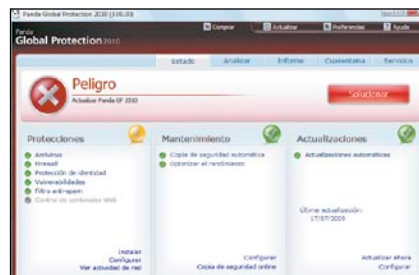 Panda Global Protection 2010 (3.00.00)
Comprar
Actualizar
Preferencias
Ayuda
Panda
Global Protection 2010
Estado
Analizar
Informe
Cuarentena
Servicios
Peligro
Actualizar Panda GP 2010
Solucionar
Protecciones
Antivirus
Firewall
Protección de identidad
Vulnerabilidades
Filtro anti-spam
Control de contenidos Web
Instalar
Configurar
Ver actividad de red
Mantenimiento
Copia de seguridad automática
Optimizar el rendimiento
Configurar
Copia de seguridad online
Actualizaciones
Actualizaciones automáticas
Última actualización:
17/07/2009
Actualizar ahora
Configurar